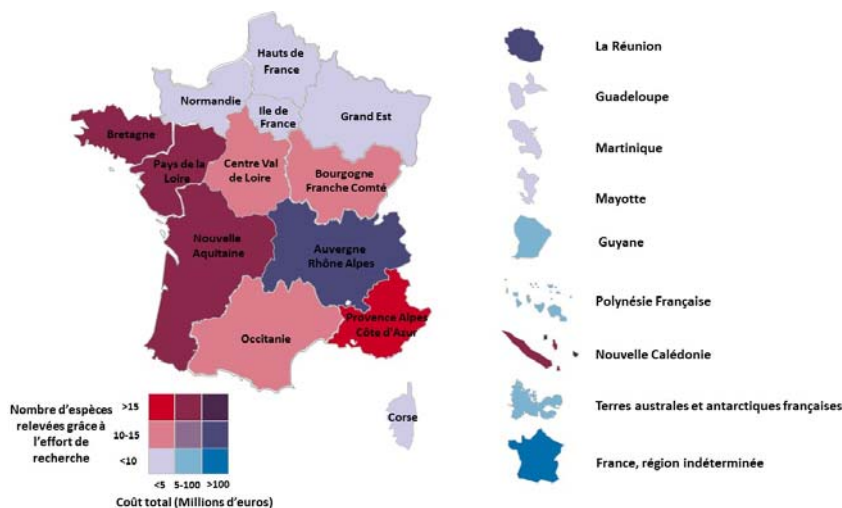 Hauts de
France
Normandie
Ile de
France
Grand Est
Bretagne
Pays de la
Loire
Centre Val
de Loire
Bourgogne
Franche Comté
Nouvelle
Aquitaine
Auvergne
Rhône Alpes
Provence Alpes
Côte d'Azur
Occitanie
Corse
Nombre d'espèces
relevées grâce à
l'effort de
recherche
>15
10-15
<10
<5 5-100 >100
Coût total (Millions d'euros)
La Réunion
Guadeloupe
Martinique
Mayotte
Guyane
Polynésie Française
Nouvelle Calédonie
Terres australes et antarctiques françaises
France, région indéterminée